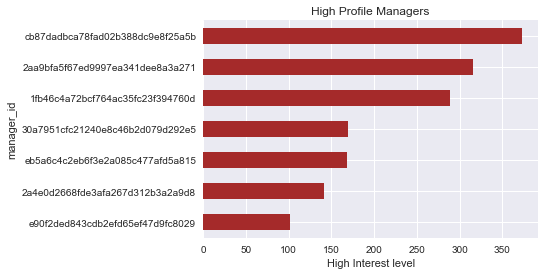 High Profile Managers
manager_id
cb87dadbca78fad02b388dc9e8f25a5b
2aa9bfa5f67ed9997ea341dee8a3a271
1fb46c4a72bcf764ac35fc23f394760d
30a7951cfc21240e8c46b2d079d292e5
eb5a6c4c2eb6f3e2a085c477afd5a815
2a4e0d2668fde3afa267d312b3a2a9d8
e90f2ded843cdb2efd65ef47d9fc8029
0 50 100 150 200 250 300 350
High Interest level